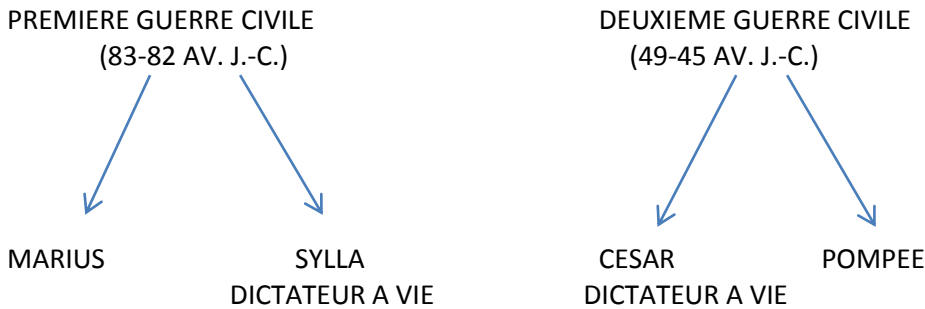 PREMIERE GUERRE CIVILE
(83-82 AV. J.-C.)
MARIUS
SYLLA
DICTATEUR A VIE
DEUXIEME GUERRE CIVILE
(49-45 AV. J.-C.)
CESAR
DICTATEUR A VIE
POMPEE